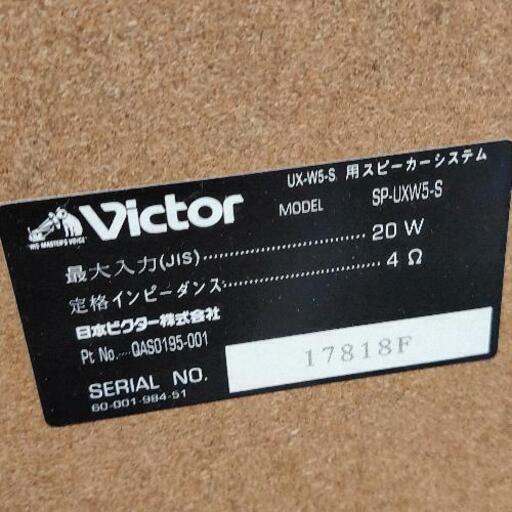 UX-W5-S 用スピーカーシステム
Victor
MODEL SP-UXW5-S
"HIS MASTER'S VOICE"
最大入力(JIS)..............................20 W
定格インピーダンス..............................4 Ω
日本ビクター株式会社
Pt No.....QAS0195-001
SERIAL NO. 17818F
60-001-984-51